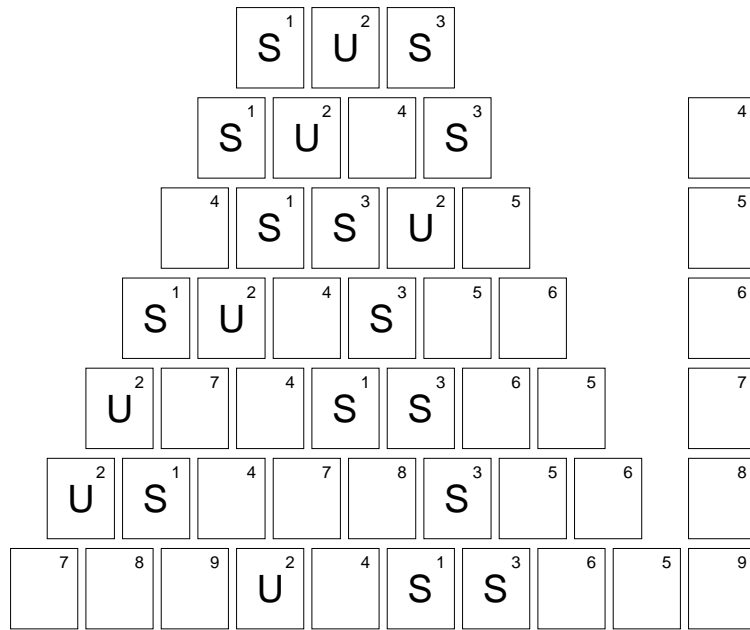 S 1 U 2 S 3
S 1 U 2 4 S 3 4
4 S 1 S 3 U 2 5 5
S 1 U 2 4 S 3 5 6 6
U 2 7 4 S 1 S 3 6 5 7
U 2 S 1 4 7 8 S 3 5 6 8
7 8 9 U 2 4 S 1 S 3 6 5 9